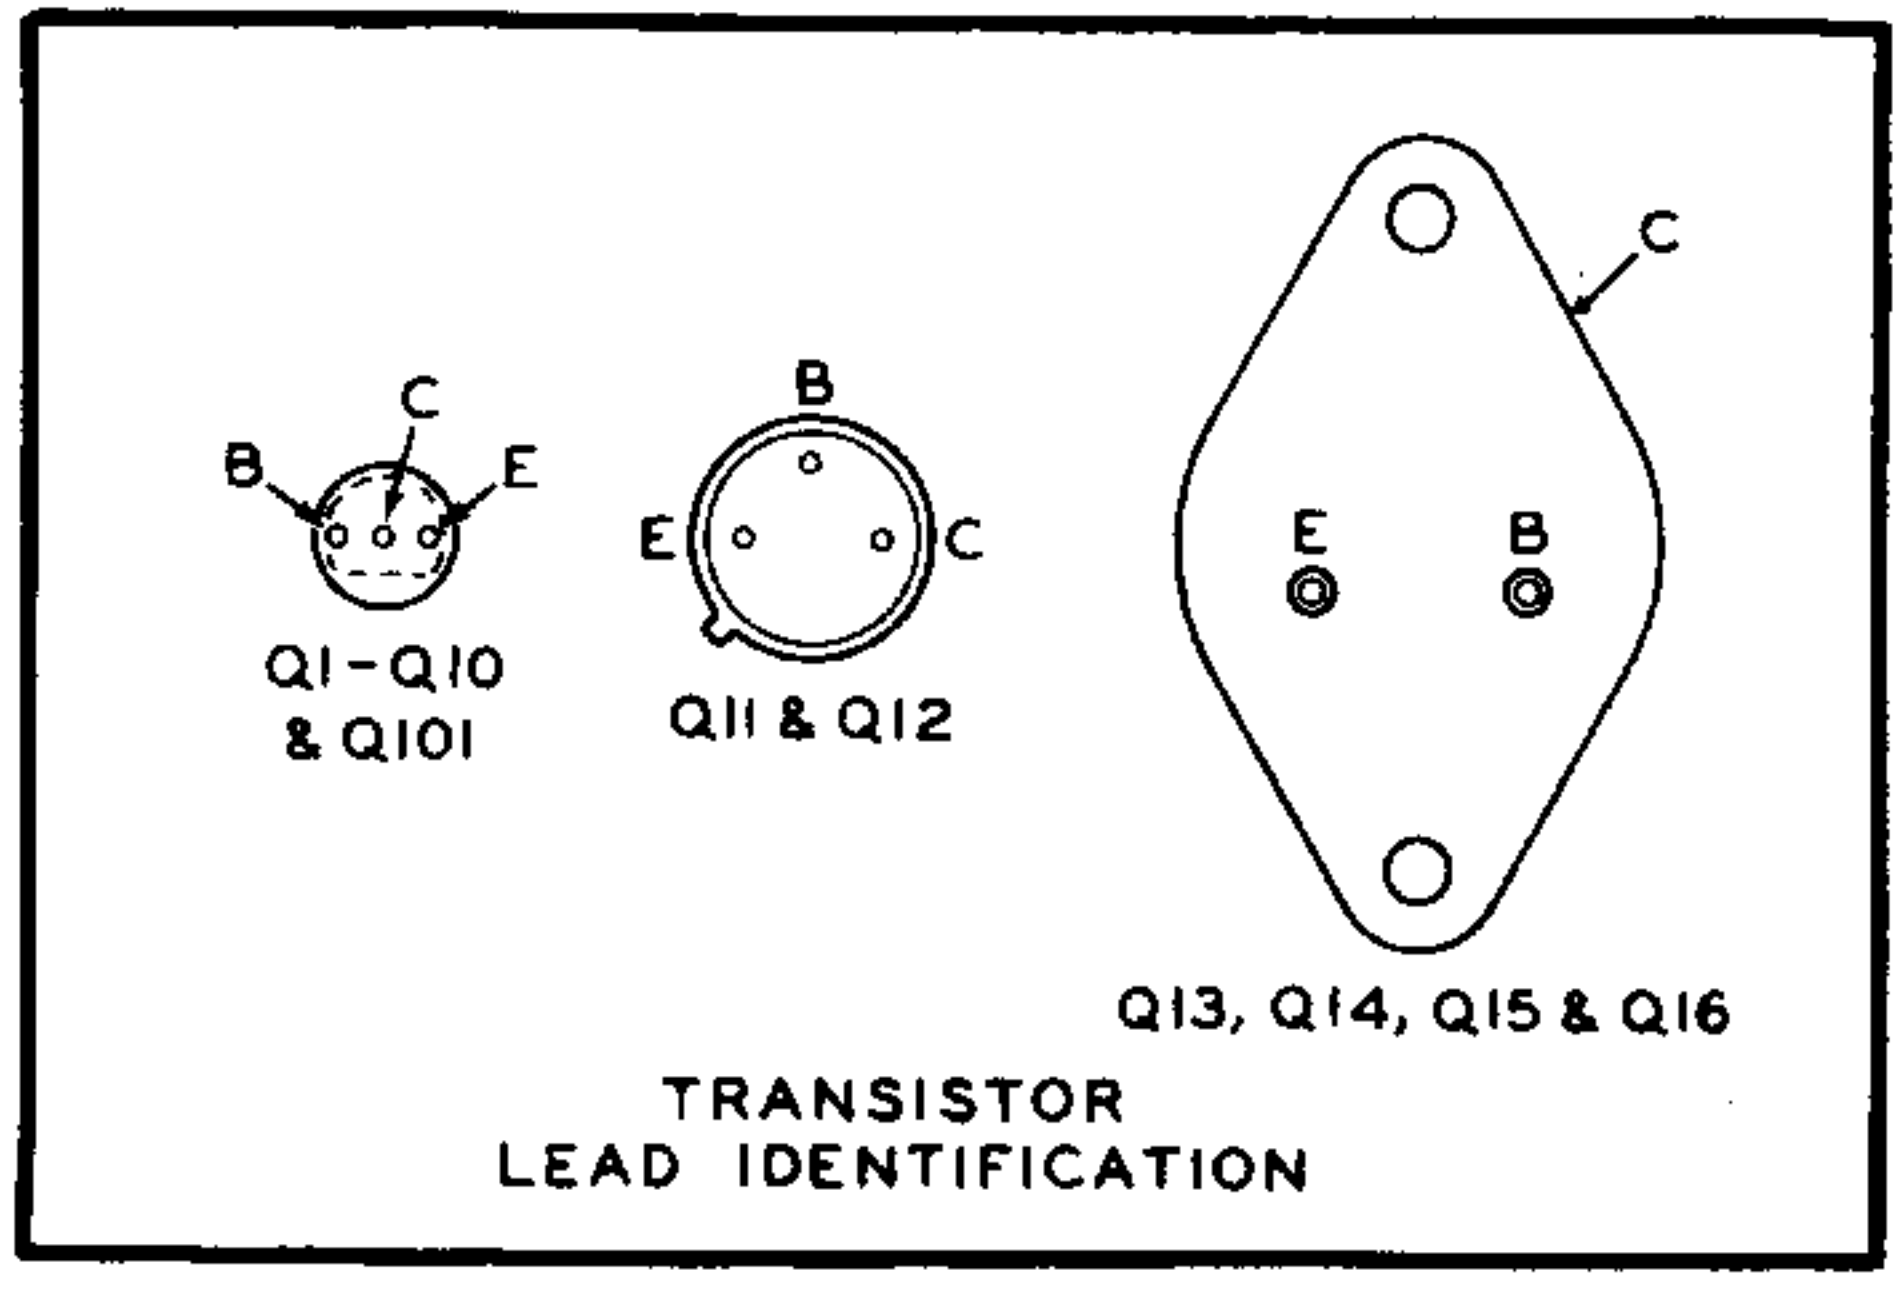 B
C
E
Q1-Q10
& Q101
B
E
C
Q11 & Q12
C
E
B
Q13, Q14, Q15 & Q16
TRANSISTOR
LEAD IDENTIFICATION